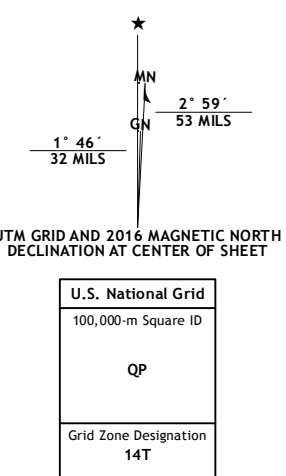 ★
MN
GN
2° 59´
53 MILS
1° 46´
32 MILS
UTM GRID AND 2016 MAGNETIC NORTH
DECLINATION AT CENTER OF SHEET
U.S. National Grid
100,000-m Square ID
QP
Grid Zone Designation
14T